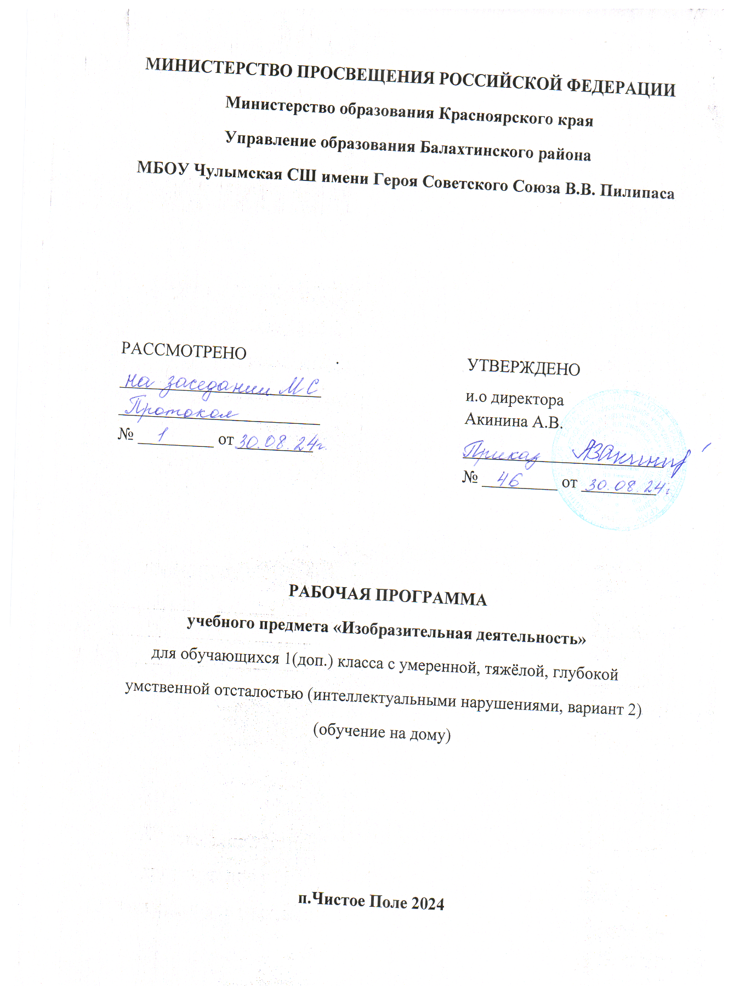 МИНИСТЕРСТВО ПРОСВЕЩЕНИЯ РОССИЙСКОЙ ФЕДЕРАЦИИ
Министерство образования Красноярского края
Управление образования Балахтинского района
МБОУ Чулымская СШ имени Героя Советского Союза В.В. Пилипаса
РАССМОТРЕНО
на заседании МС
Протокол
№ 1 от 30.08.24г.
УТВЕРЖДЕНО
и.о директора
Акинина А.В.
Приказ
№ 46 от 30.08.24г
РАБОЧАЯ ПРОГРАММА
учебного предмета «Изобразительная деятельность»
для обучающихся 1(доп.) класса с умеренной, тяжёлой, глубокой
умственной отсталостью (интеллектуальными нарушениями, вариант 2)
(обучение на дому)
п.Чистое Поле 2024